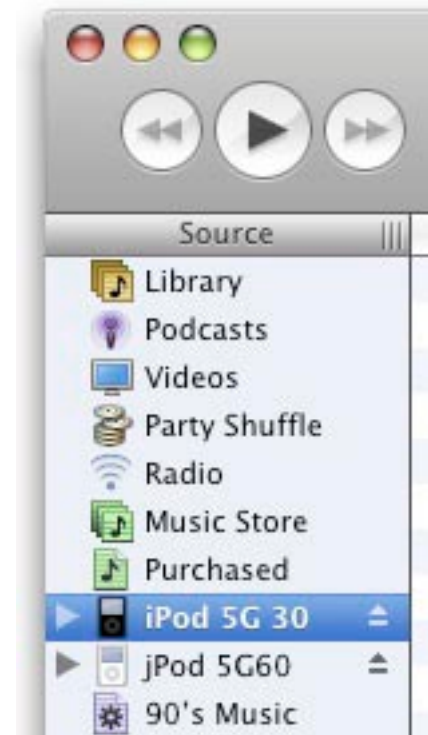 Source
Library
Podcasts
Videos
Party Shuffle
Radio
Music Store
Purchased
iPod 5G 30
jPod 5G60
90's Music